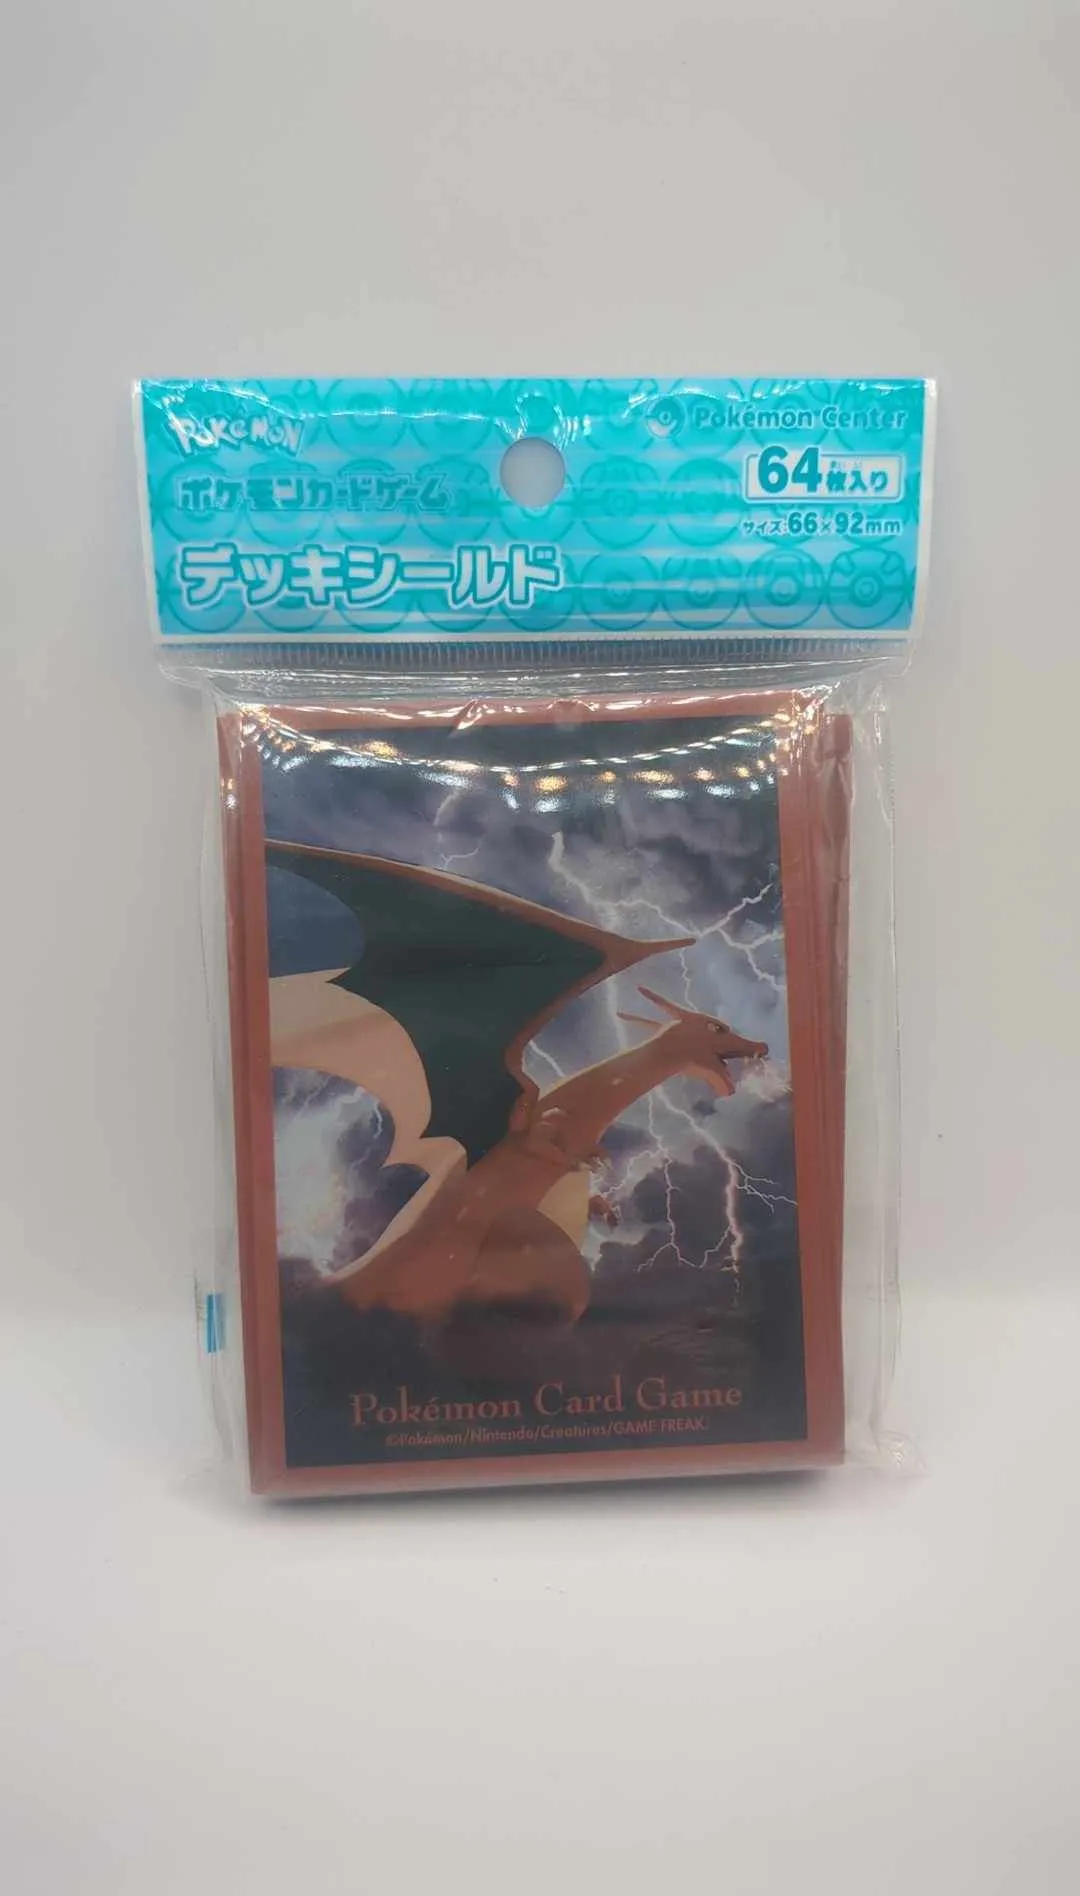 POKéMON
Pokémon Center
ポケモンカードゲーム
64枚入り
サイズ:66×92mm
デッキシールド
Pokémon Card Game
©Pokémon/Nintendo/Creatures/GAME FREAK